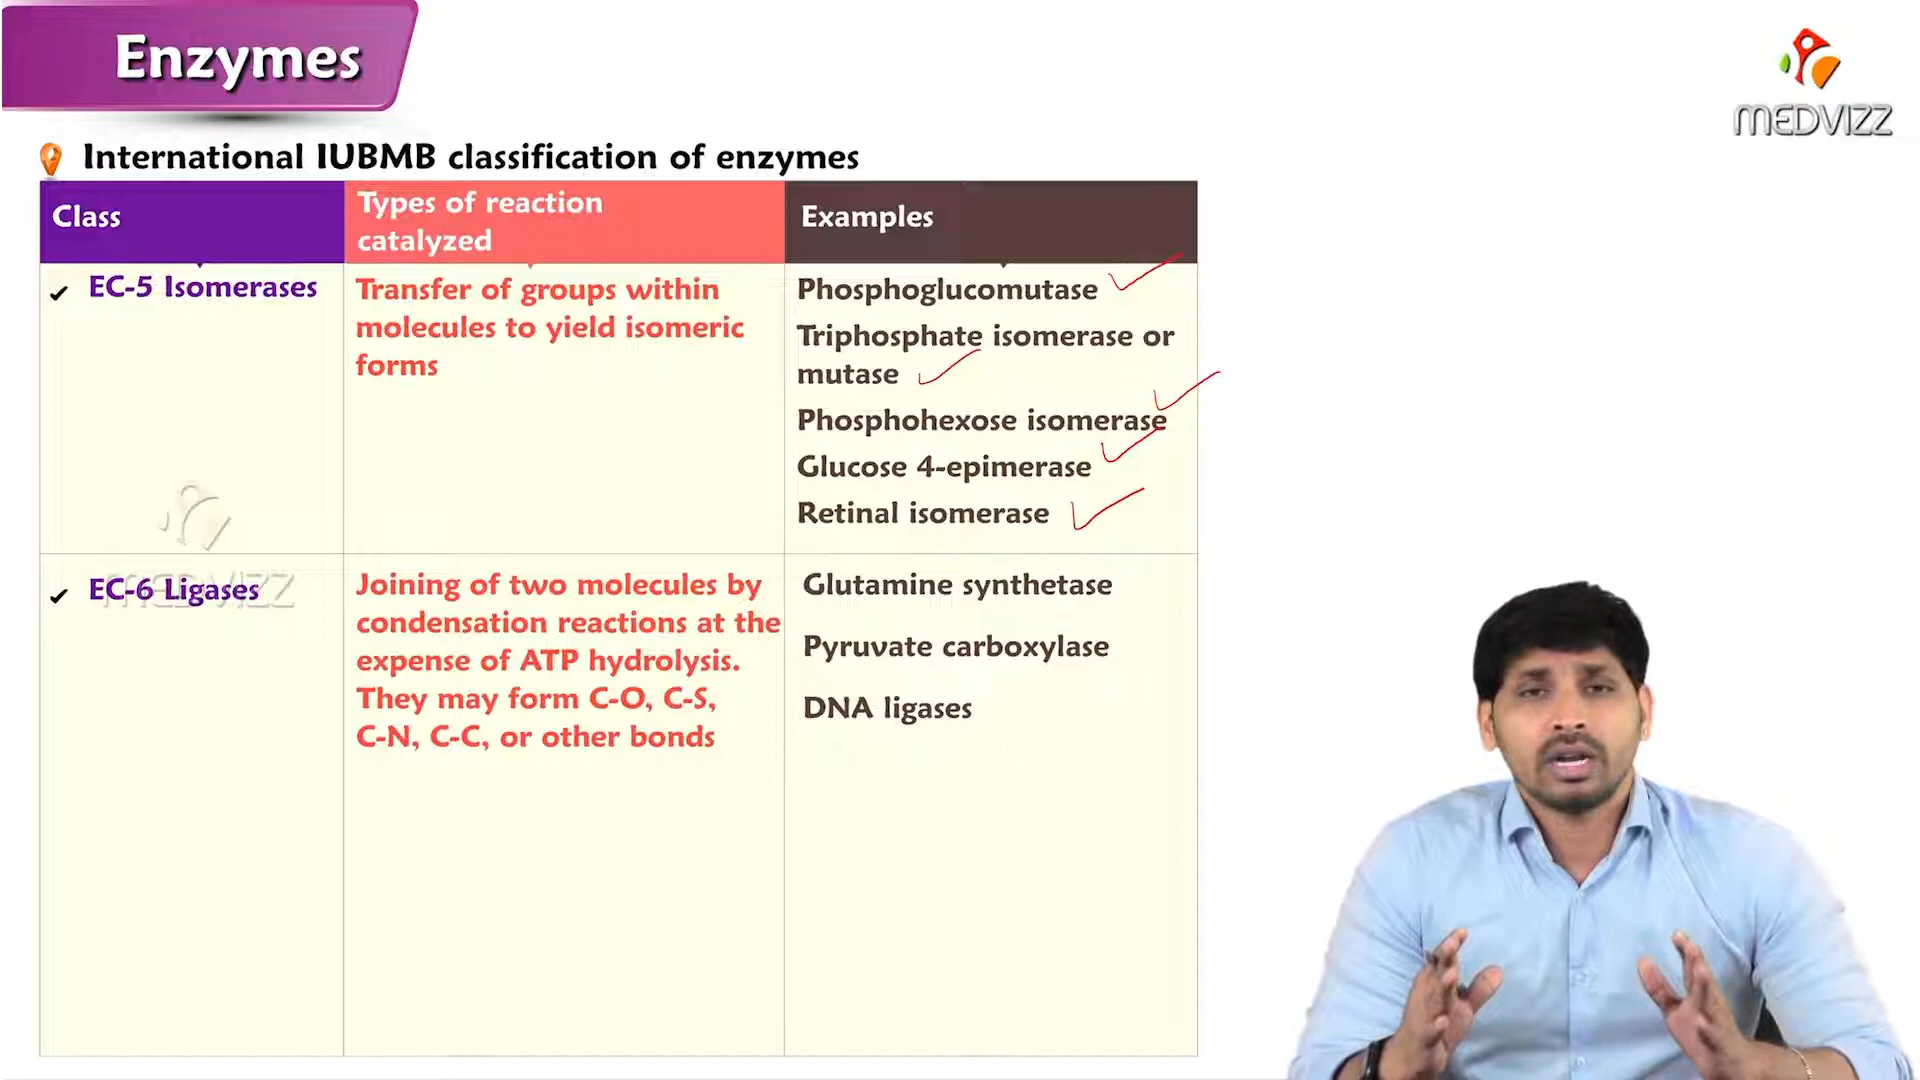 Enzymes
MEDVIZZ
International IUBMB classification of enzymes
Class
Types of reaction
catalyzed
Examples
EC-5 Isomerases
Transfer of groups within
molecules to yield isomeric
forms
Phosphoglucomutase
Triphosphate isomerase or
mutase
Phosphohexose isomerase
Glucose 4-epimerase
Retinal isomerase
MEDVIZZ
EC-6 Ligases
Joining of two molecules by
condensation reactions at the
expense of ATP hydrolysis.
They may form C-O, C-S,
C-N, C-C, or other bonds
Glutamine synthetase
Pyruvate carboxylase
DNA ligases